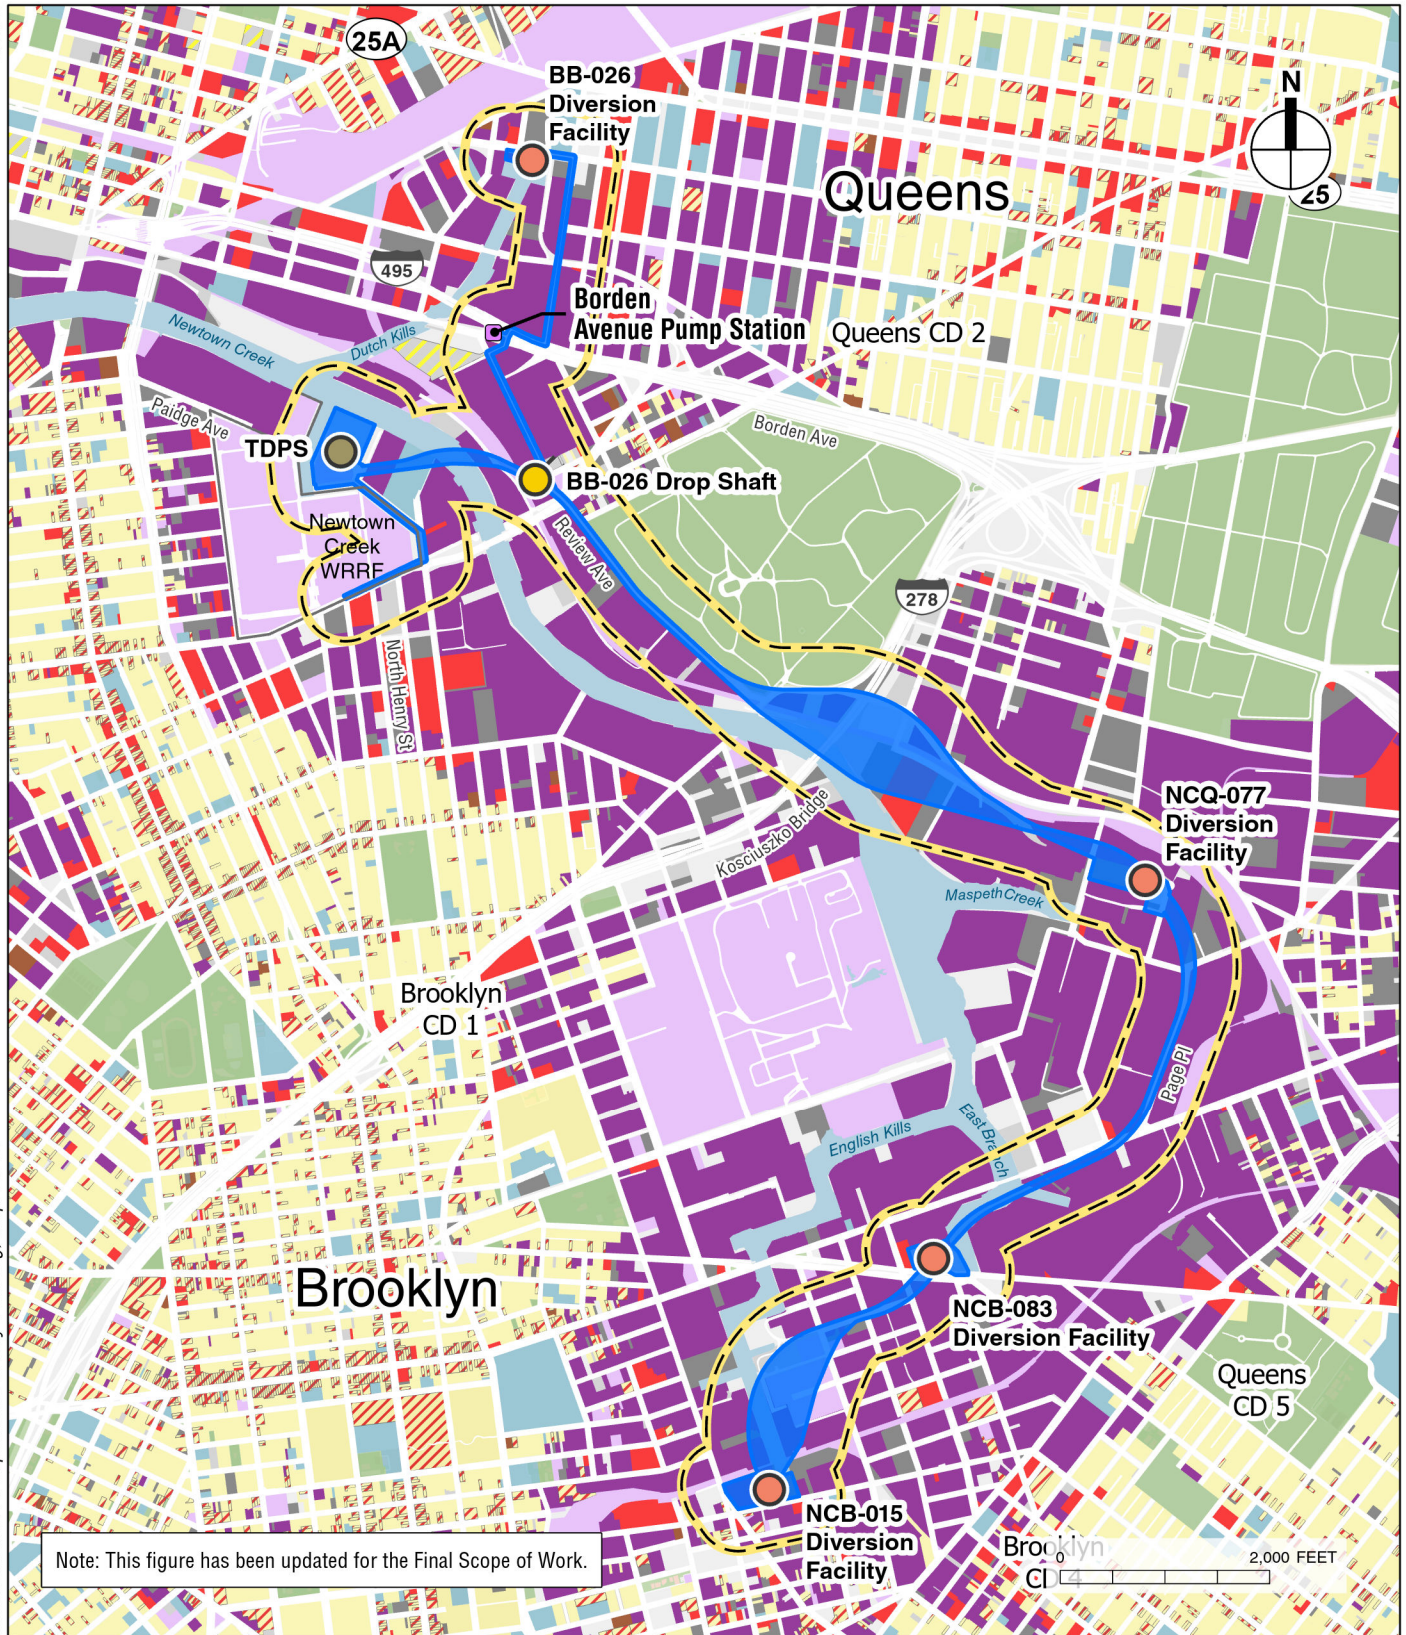 25A
BB-026
Diversion
Facility
N
Queens
25
495
Borden
Avenue Pump Station
Queens CD 2
Newtown Creek
Dutch Kills
Paidge Ave
Borden Ave
TDPS
BB-026 Drop Shaft
Newtown
Creek
WRRF
Review Ave
278
North Henry St
NCQ-077
Diversion
Facility
Kosciuszko Bridge
Maspeth Creek
Brooklyn
CD 1
Page Pl
English Kills
East Branch
Brooklyn
NCB-083
Diversion Facility
Queens
CD 5
NCB-015
Diversion
Facility
Brooklyn
CD 4
0
2,000 FEET
Note: This figure has been updated for the Final Scope of Work.